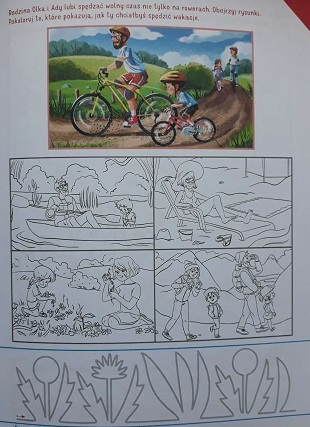 Rodzina Olka i Ady lubi spędzać wolny czas nie tylko na rowerach. Obejrzyj rysunki.
Pokoloruj te, które pokazują, jak ty chciałbyś spędzić wakacje.